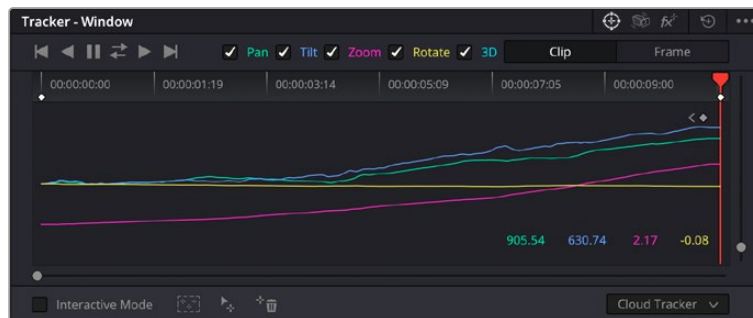 Tracker - Window
Pan Tilt Zoom Rotate 3D Clip Frame
00:00:00:00 00:00:01:19 00:00:03:14 00:00:05:09 00:00:07:05 00:00:09:00
905.54 630.74 2.17 -0.08
Interactive Mode Cloud Tracker